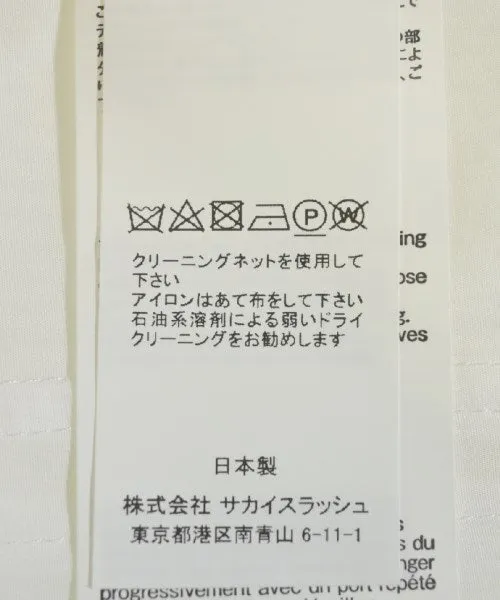 P W
クリーニングネットを使用して
下さい
アイロンはあて布をして下さい
石油系溶剤による弱いドライ
クリーニングをお勧めします
日本製
株式会社 サカイスラッシュ
東京都港区南青山 6-11-1
du
progressivement avec un port répété